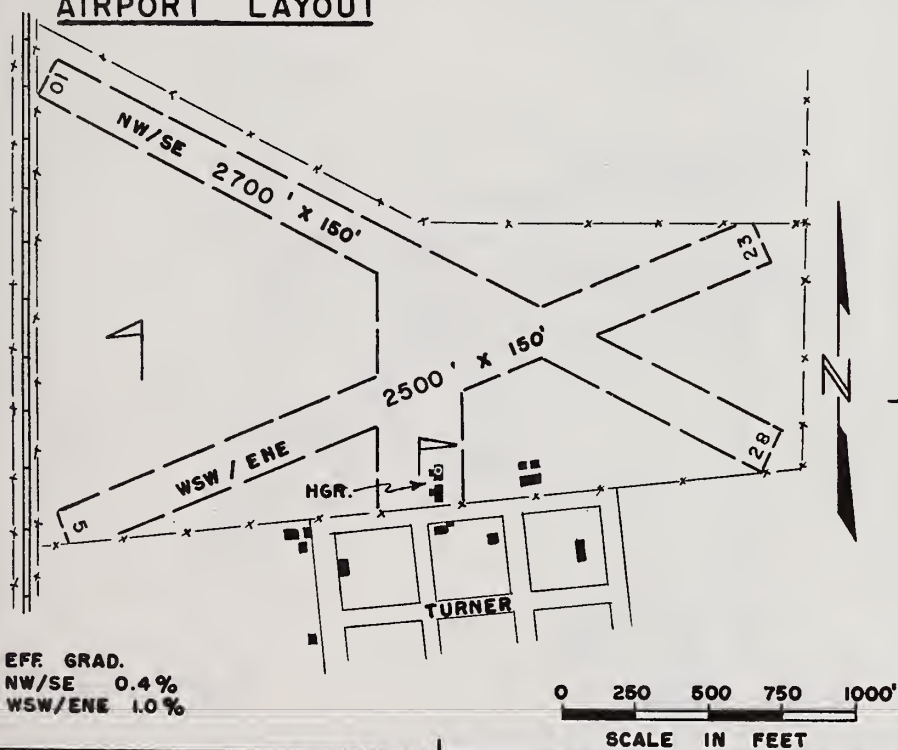 AIRPORT LAYOUT
10
NW/SE 2700' X 150'
23
2500' X 150'
N
28
WSW / ENE
HGR.
5
TURNER
EFF. GRAD.
NW/SE 0.4%
WSW/ENE 1.0%
0 250 500 750 1000'
SCALE IN FEET